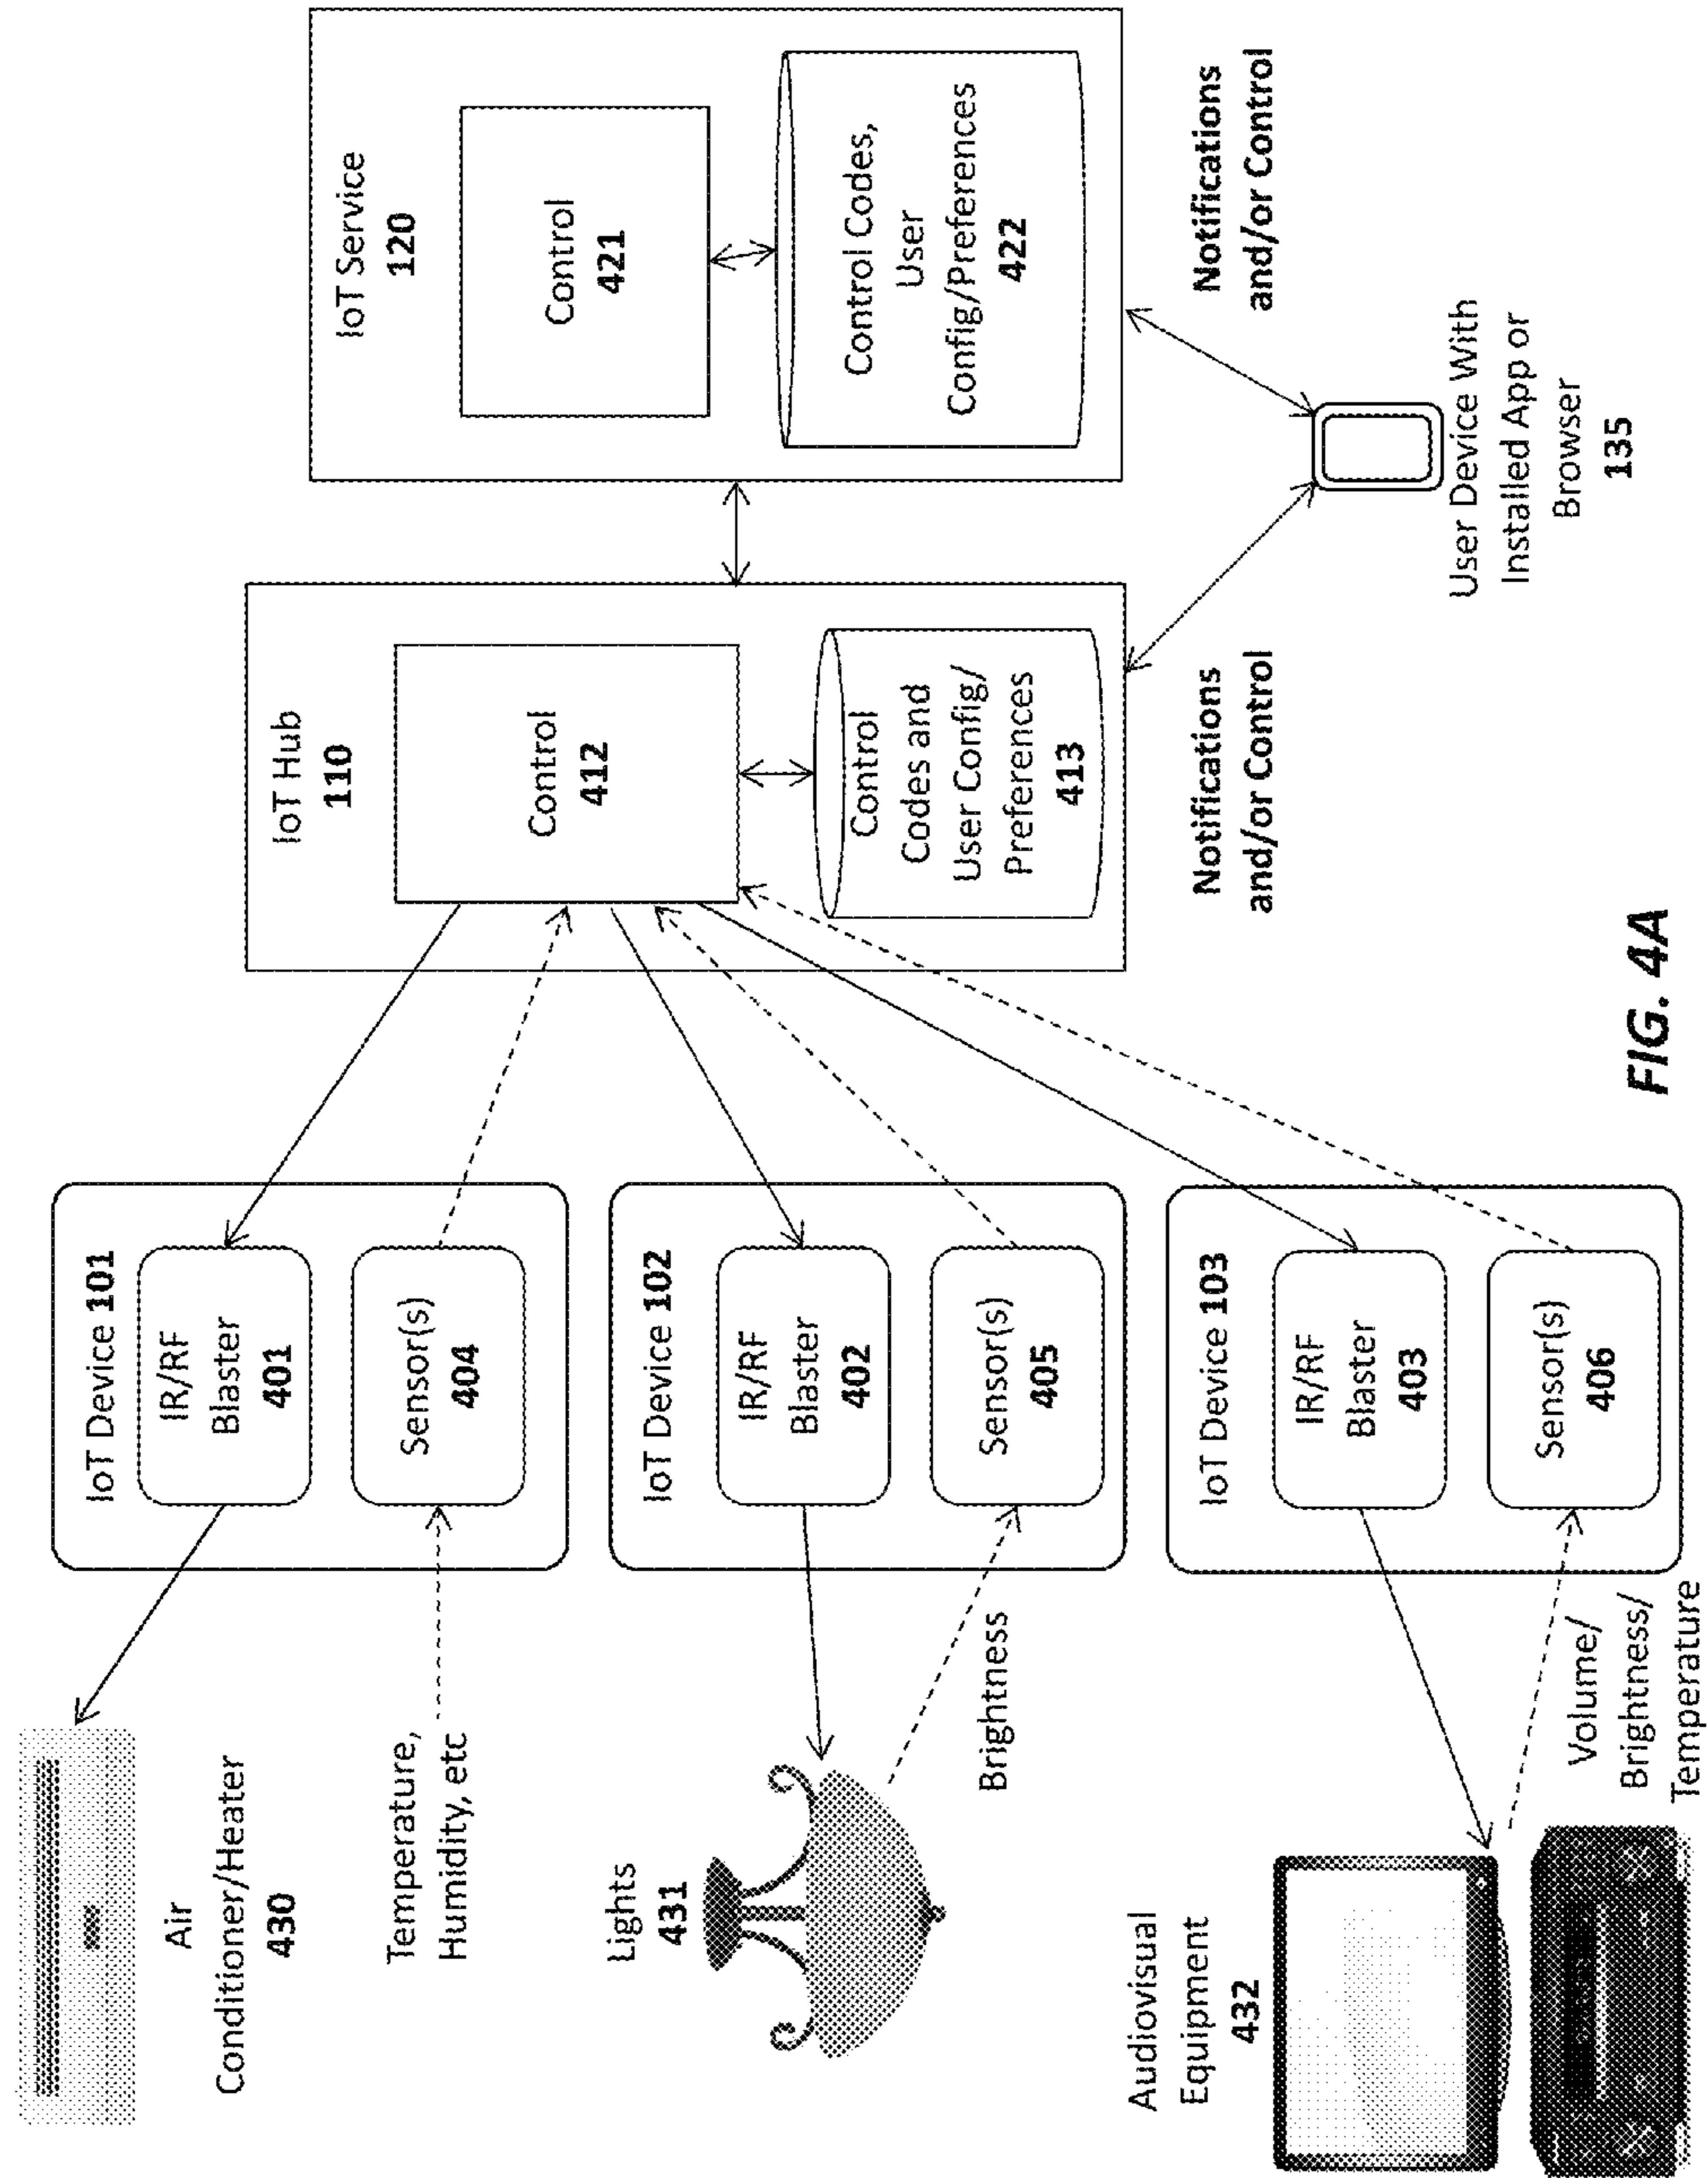 Air
Conditioner/Heater
430
Temperature,
Humidity, etc
Lights
431
Brightness
Audiovisual
Equipment
432
Volume/
Brightness/
Temperature
IoT Device 101
IR/RF
Blaster
401
Sensor(s)
404
IoT Device 102
IR/RF
Blaster
402
Sensor(s)
405
IoT Device 103
IR/RF
Blaster
403
Sensor(s)
406
IoT Hub
110
Control
412
Control
Codes and
User Config/
Preferences
413
Notifications
and/or Control
IoT Service
120
Control
421
Control Codes,
User
Config/Preferences
422
Notifications
and/or Control
User Device With
Installed App or
Browser
135
FIG. 4A